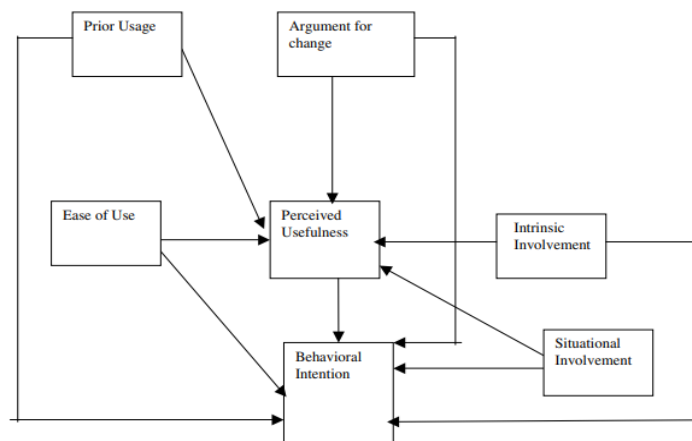 Prior Usage
Argument for
change
Ease of Use
Perceived
Usefulness
Intrinsic
Involvement
Behavioral
Intention
Situational
Involvement